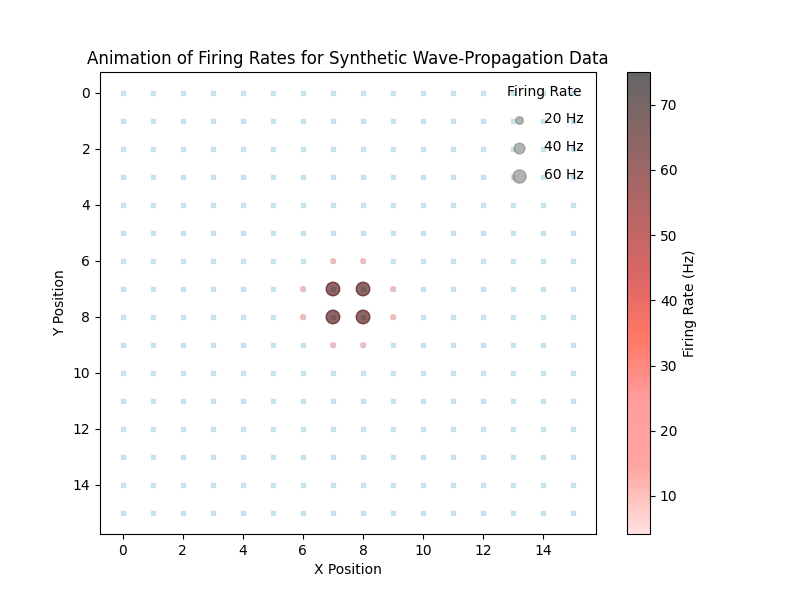 Animation of Firing Rates for Synthetic Wave-Propagation Data
Firing Rate
20 Hz
40 Hz
60 Hz
0
2
4
6
8
10
12
14
Y Position
0 2 4 6 8 10 12 14
X Position
70
60
50
40
30
20
10
Firing Rate (Hz)